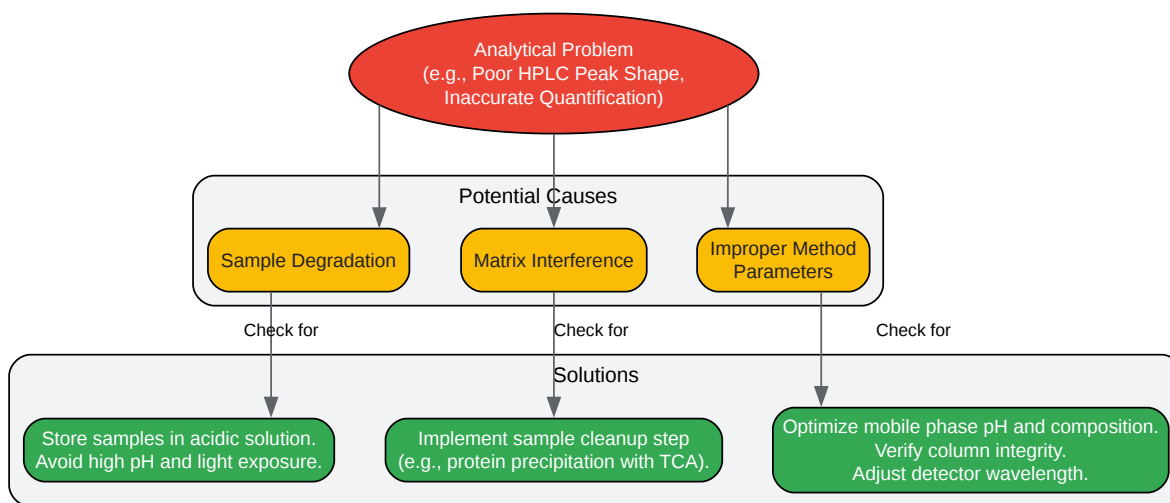 Analytical Problem
(e.g., Poor HPLC Peak Shape,
Inaccurate Quantification)
Potential Causes
Sample Degradation
Matrix Interference
Improper Method
Parameters
Check for
Check for
Check for
Solutions
Store samples in acidic solution.
Avoid high pH and light exposure.
Implement sample cleanup step
(e.g., protein precipitation with TCA).
Optimize mobile phase pH and composition.
Verify column integrity.
Adjust detector wavelength.